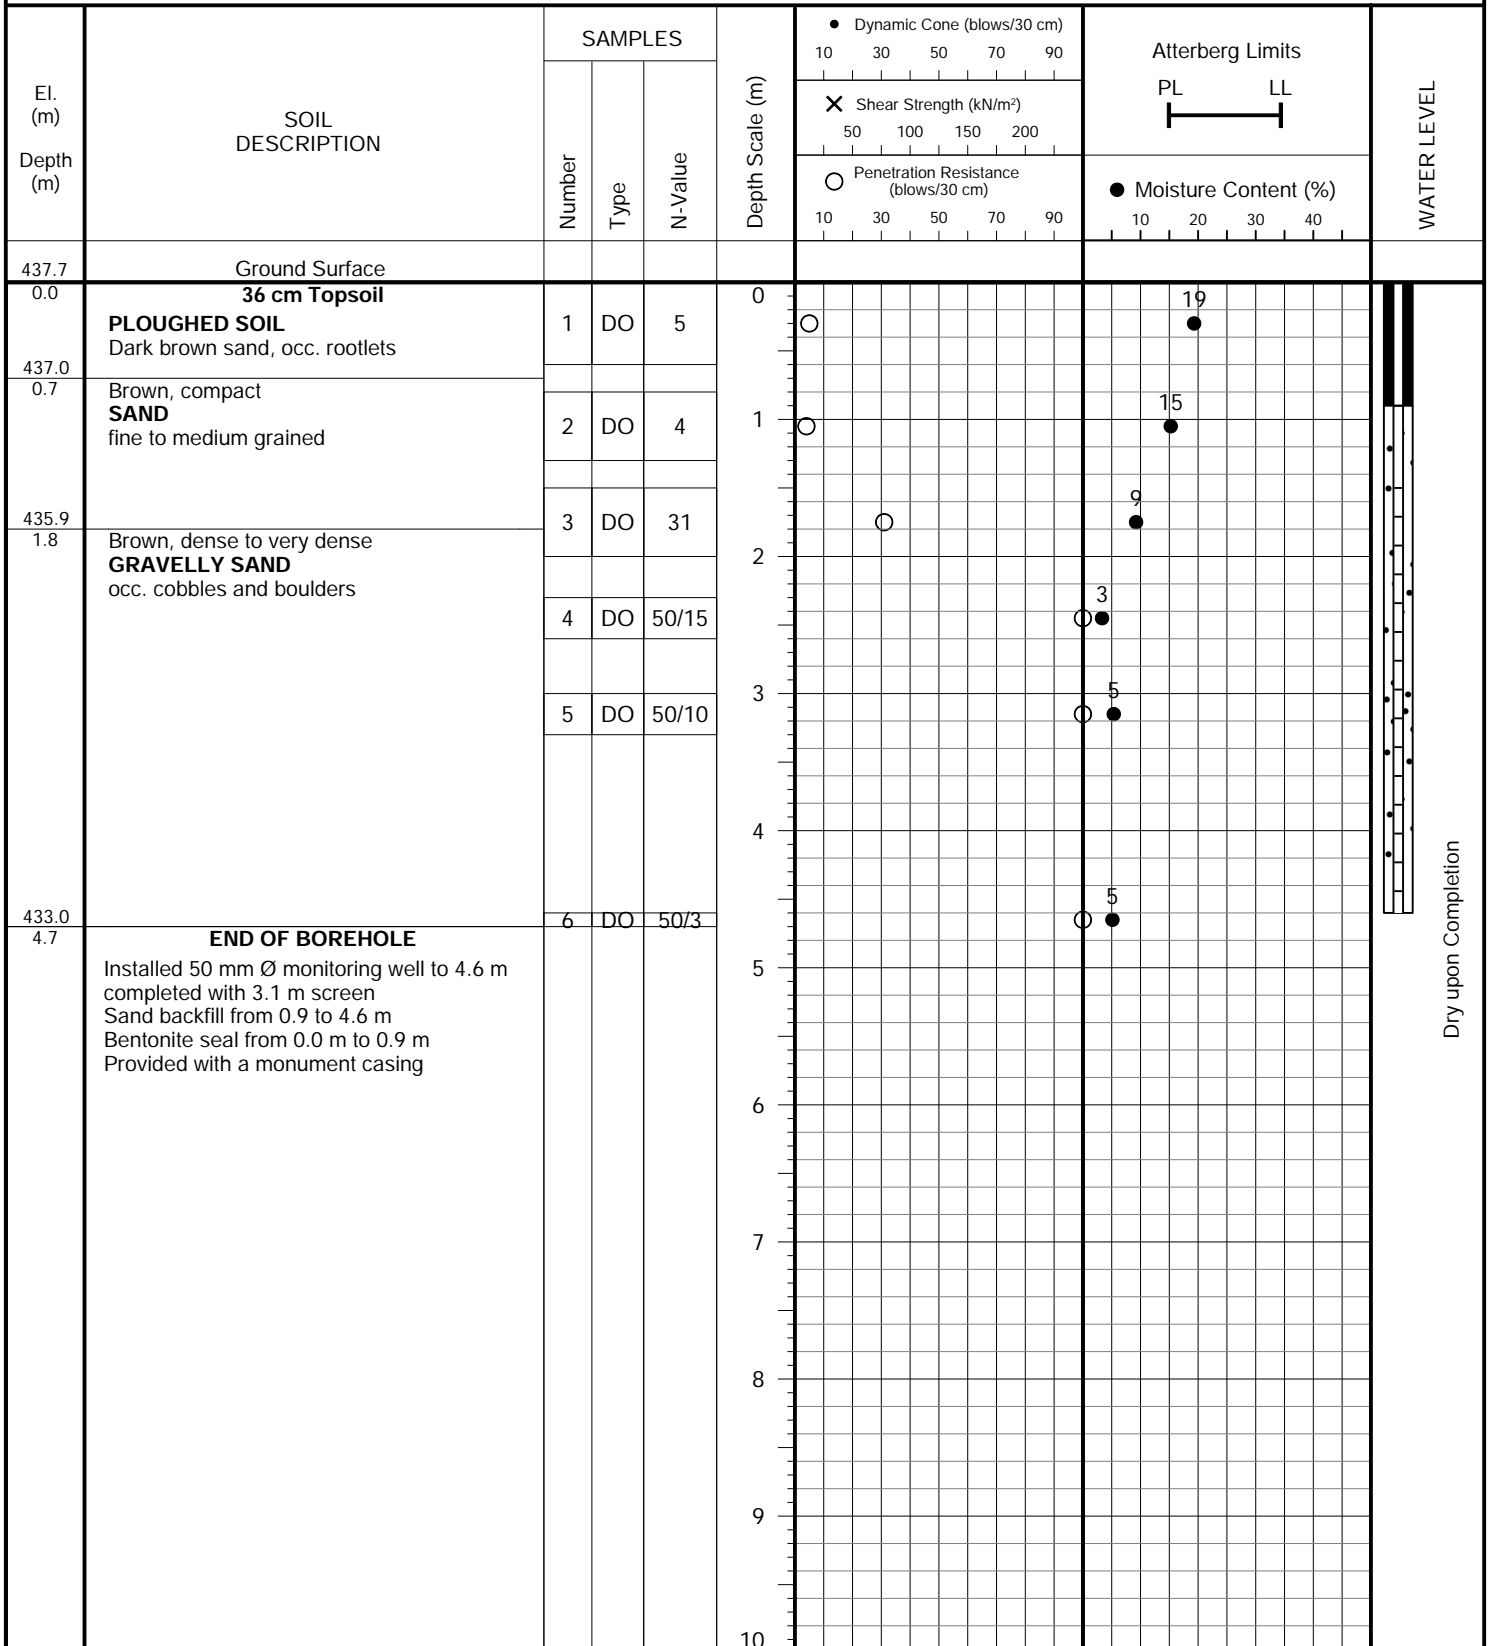 El.
(m)
Depth
(m)
SOIL
DESCRIPTION
SAMPLES
Number
Type
N-Value
Depth Scale (m)
Dynamic Cone (blows/30 cm)
10 30 50 70 90
Shear Strength (kN/m²)
50 100 150 200
Penetration Resistance
(blows/30 cm)
10 30 50 70 90
Atterberg Limits
PL LL
Moisture Content (%)
10 20 30 40
WATER LEVEL
437.7 Ground Surface
0.0 36 cm Topsoil 0
19
PLOUGHED SOIL 1 DO 5
Dark brown sand, occ. rootlets
437.0
0.7 Brown, compact
SAND
15
2 DO 4 1
fine to medium grained
9
435.9
3 DO 31
1.8 Brown, dense to very dense
2
GRAVELLY SAND
occ. cobbles and boulders
3
4 DO 50/15
3
5
5 DO 50/10
4
5
433.0 6 DO 50/3
4.7 END OF BOREHOLE
Installed 50 mm Ø monitoring well to 4.6 m
5
completed with 3.1 m screen
Sand backfill from 0.9 to 4.6 m
Bentonite seal from 0.0 m to 0.9 m
Provided with a monument casing
Dry upon Completion
6
7
8
9
10